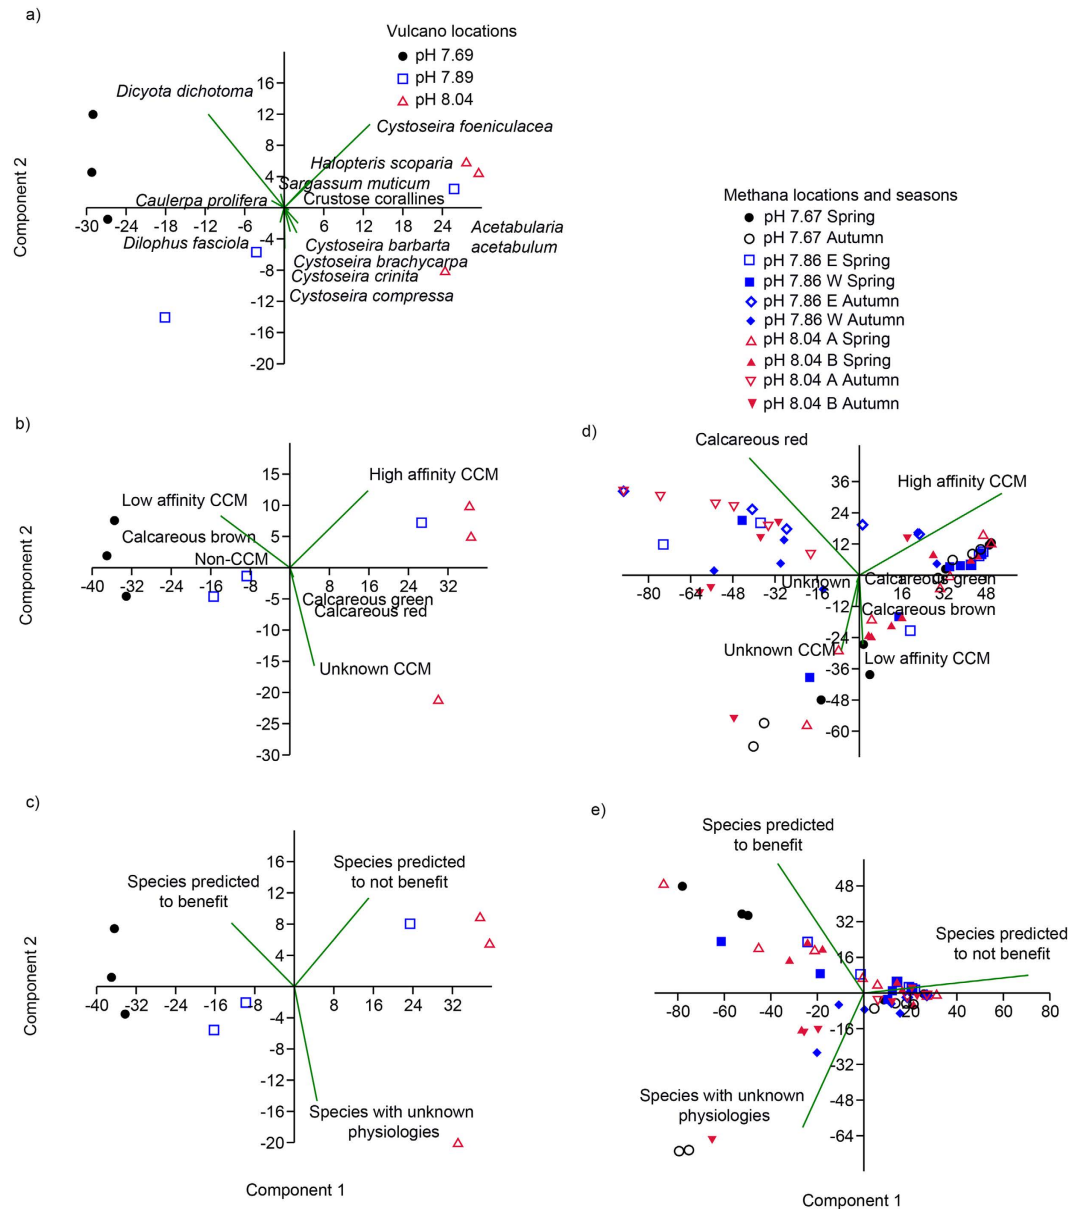 a)
Vulcano locations
pH 7.69
pH 7.89
pH 8.04
Component 2
16
12
8
4
-4
-8
-12
-16
-20
-30 -24 -18 -12 -6 6 12 18 24
Dicyota dichotoma
Cystoseira foeniculacea
Halopteris scoparia
Sargassum muticum
Caulerpa prolifera
Crustose corallines
Acetabularia
acetabulum
Dilophus fasciola
Cystoseira barbarta
Cystoseira brachycarpa
Cystoseira crinita
Cystoseira compressa
Methana locations and seasons
pH 7.67 Spring
pH 7.67 Autumn
pH 7.86 E Spring
pH 7.86 W Spring
pH 7.86 E Autumn
pH 7.86 W Autumn
pH 8.04 A Spring
pH 8.04 B Spring
pH 8.04 A Autumn
pH 8.04 B Autumn
b)
Component 2
15
10
5
-5
-10
-15
-20
-25
-30
-40 -32 -24 -16 -8 8 16 24 32
High affinity CCM
Low affinity CCM
Calcareous brown
Non-CCM
Calcareous green
Calcareous red
Unknown CCM
d)
36
24
12
-12
-24
-36
-48
-60
-80 -64 -48 -32 -16 16 32 48
Calcareous red
High affinity CCM
Unknown
Calcareous green
Calcareous brown
Unknown CCM
Low affinity CCM
c)
Component 2
16
12
8
4
-4
-8
-12
-16
-20
-40 -32 -24 -16 -8 8 16 24 32
Species predicted
to not benefit
Species predicted
to benefit
Species with unknown
physiologies
Component 1
e)
48
32
16
-16
-32
-48
-64
-80 -60 -40 -20 20 40 60 80
Species predicted
to benefit
Species predicted
to not benefit
Species with unknown
physiologies
Component 1